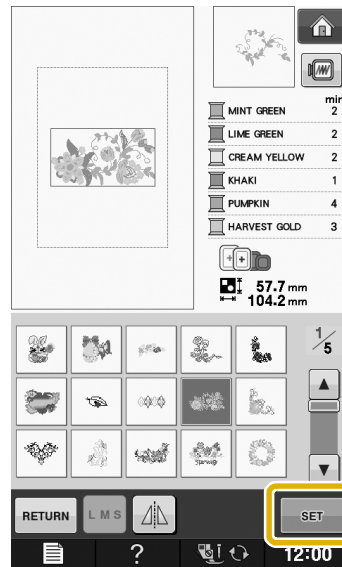 min
MINT GREEN 2
LIME GREEN 2
CREAM YELLOW 2
KHAKI 1
PUMPKIN 4
HARVEST GOLD 3
57.7 mm
104.2 mm
1/5
RETURN L M S SET
? 12:00